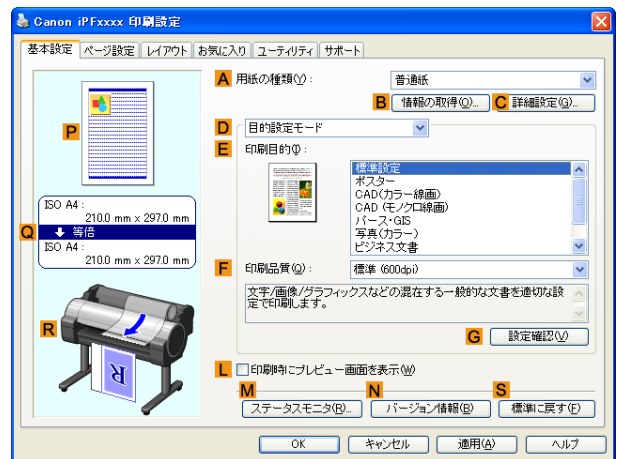 Canon iPFxxxx 印刷設定
基本設定 ページ設定 レイアウト お気に入り ユーティリティ サポート
A 用紙の種類(Y): 普通紙
B 情報の取得(O)... C 詳細設定(G)...
D 目的設定モード
E 印刷目的(I):
標準設定
ポスター
CAD(カラー線画)
CAD (モノクロ線画)
パース・GIS
写真(カラー)
ビジネス文書
P
ISO A4 :
210.0 mm x 297.0 mm
Q 等倍
ISO A4 :
210.0 mm x 297.0 mm
F 印刷品質(Q): 標準 (600dpi)
文字/画像/グラフィックスなどの混在する一般的な文書を適切な設
定で印刷します。
G 設定確認(V)
R
R
L 印刷時にプレビュー画面を表示(W)
M N S
ステータスモニタ(R)... バージョン情報(B) 標準に戻す(F)
OK キャンセル 適用(A) ヘルプ